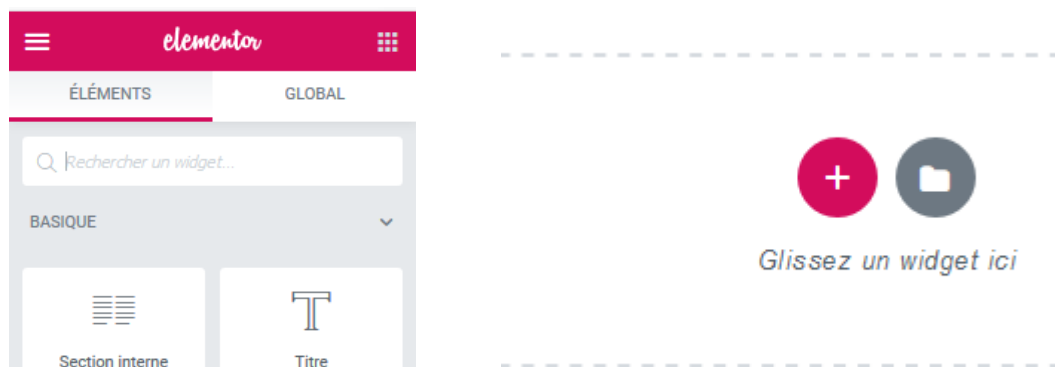 elementor
ÉLÉMENTS GLOBAL
Rechercher un widget...
BASIQUE
Section interne Titre
Glissez un widget ici